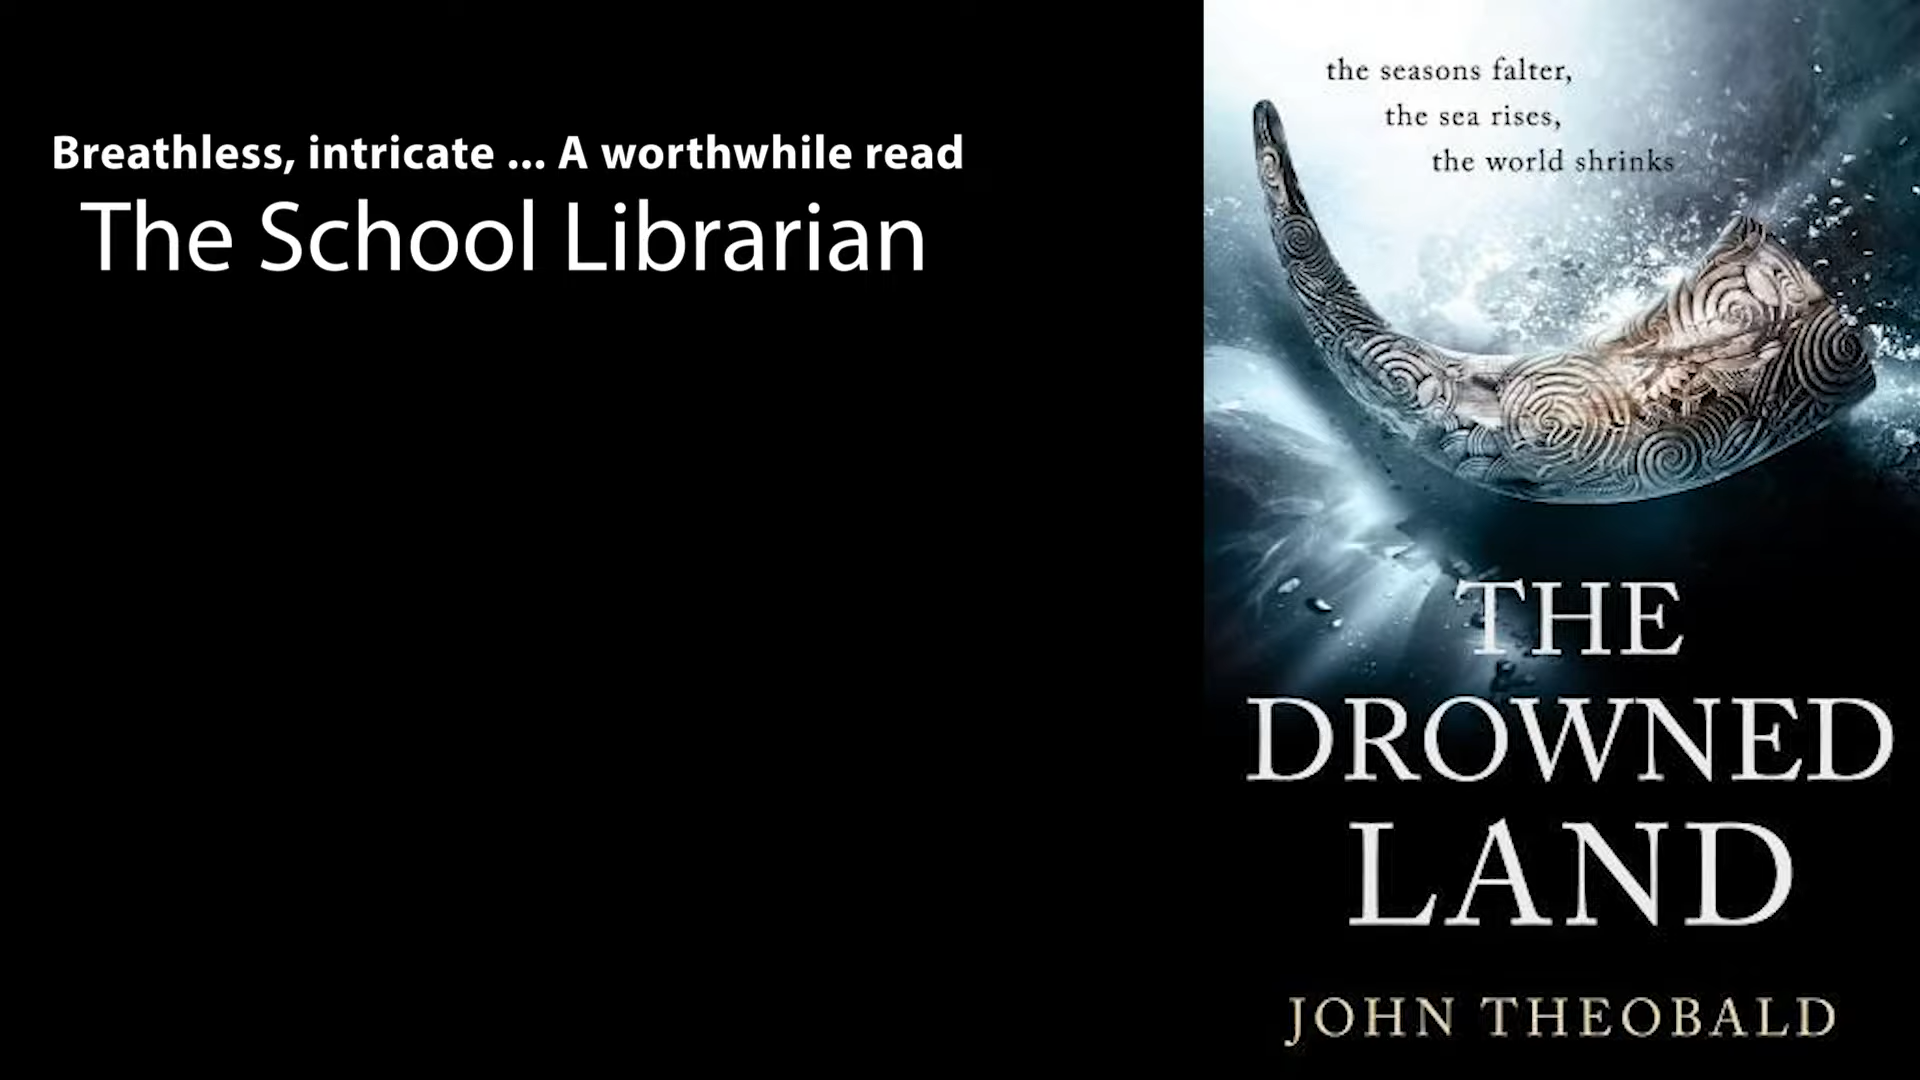 Breathless, intricate ... A worthwhile read
The School Librarian
the seasons falter,
the sea rises,
the world shrinks
THE
DROWNED
LAND
JOHN THEOBALD